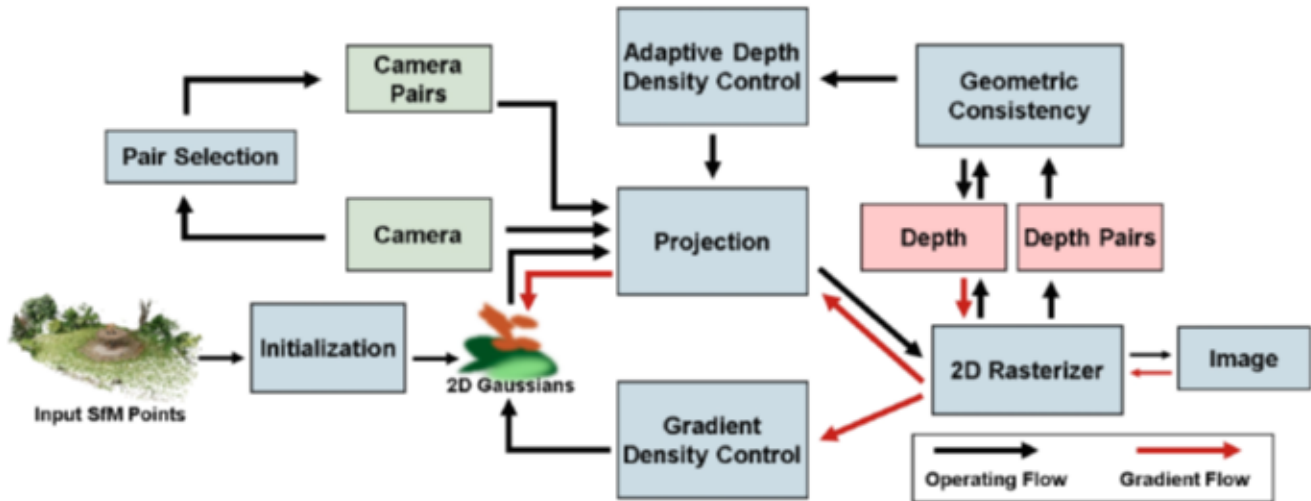 Camera
Pairs
Adaptive Depth
Density Control
Geometric
Consistency
Pair Selection
Camera
Projection
Depth
Depth Pairs
Initialization
2D Gaussians
Input SfM Points
2D Rasterizer
Image
Gradient
Density Control
Operating Flow
Gradient Flow